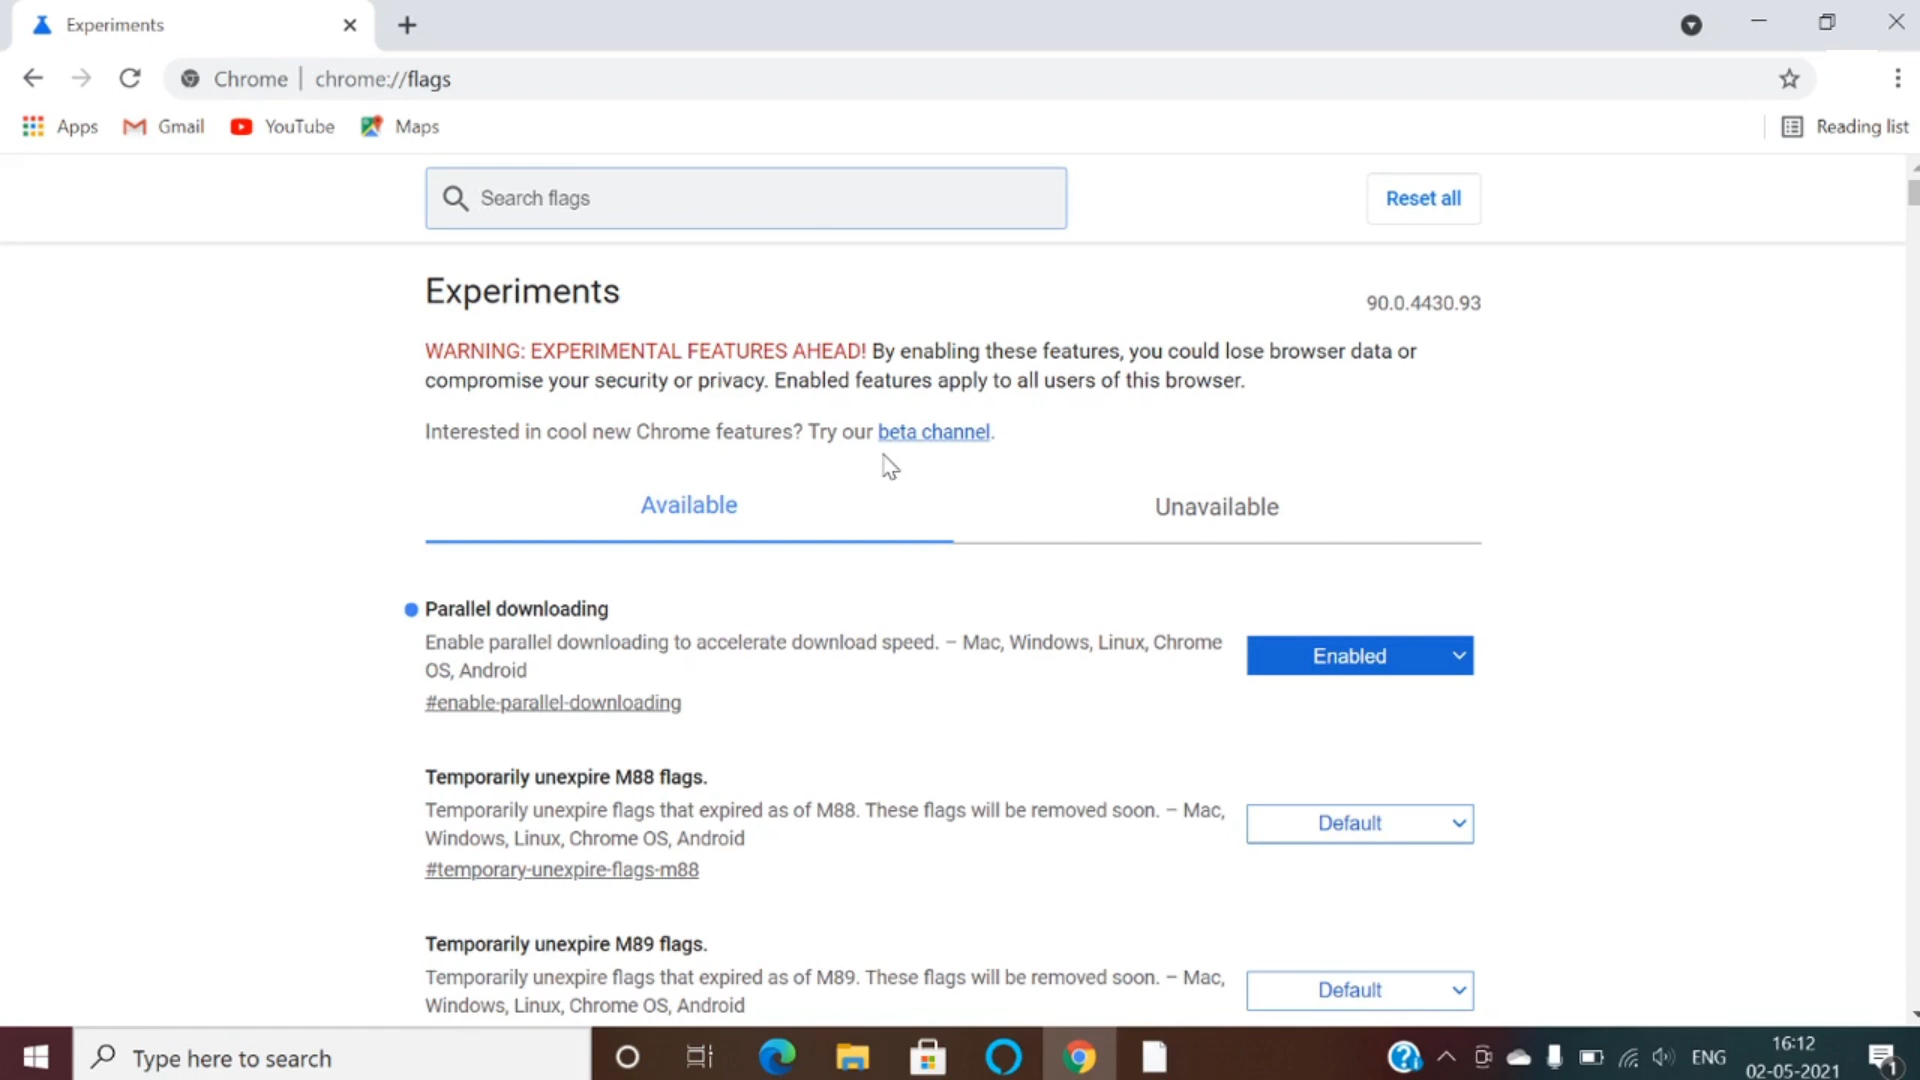 Experiments
Chrome | chrome://flags
Apps Gmail YouTube Maps Reading list
Search flags Reset all
Experiments 90.0.4430.93
WARNING: EXPERIMENTAL FEATURES AHEAD! By enabling these features, you could lose browser data or
compromise your security or privacy. Enabled features apply to all users of this browser.
Interested in cool new Chrome features? Try our beta channel.
Available Unavailable
Parallel downloading
Enable parallel downloading to accelerate download speed. – Mac, Windows, Linux, Chrome
OS, Android
Enabled
#enable-parallel-downloading
Temporarily unexpire M88 flags.
Temporarily unexpire flags that expired as of M88. These flags will be removed soon. – Mac,
Windows, Linux, Chrome OS, Android
Default
#temporary-unexpire-flags-m88
Temporarily unexpire M89 flags.
Temporarily unexpire flags that expired as of M89. These flags will be removed soon. – Mac,
Windows, Linux, Chrome OS, Android
Default
Type here to search
ENG
16:12
02-05-2021
1